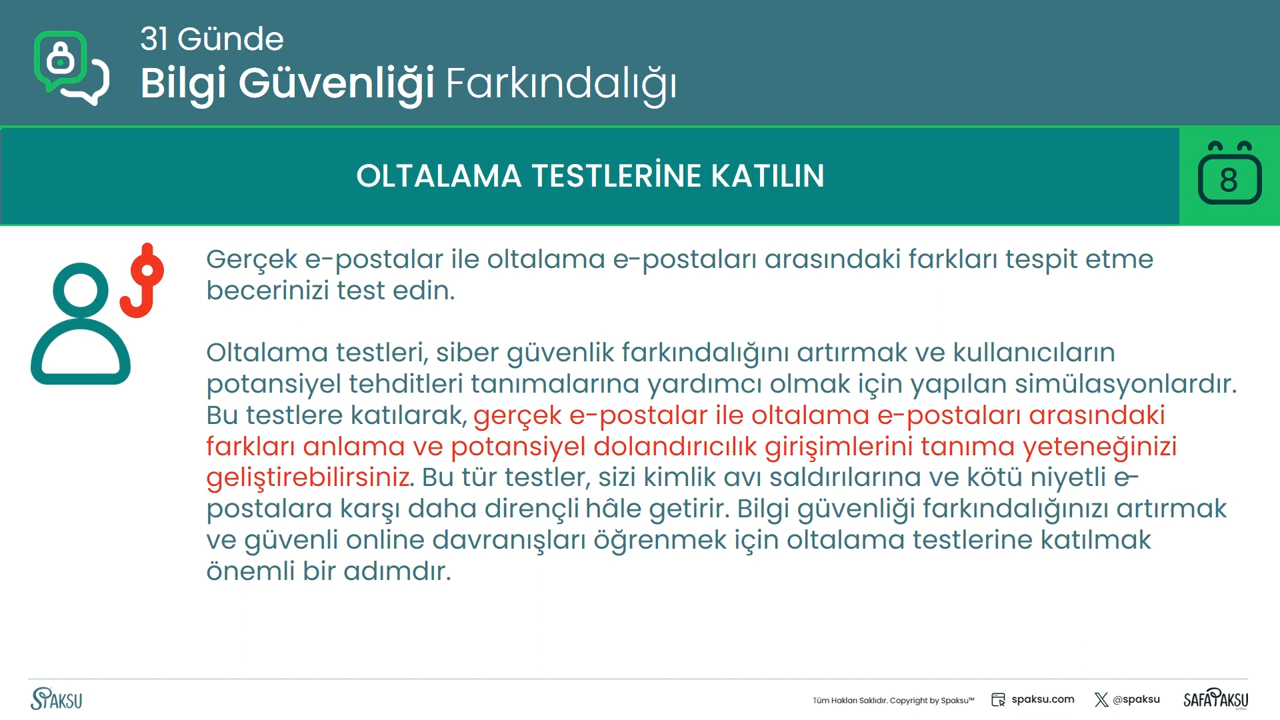 31 Günde
Bilgi Güvenliği Farkındalığı
OLTALAMA TESTLERİNE KATILIN
8
Gerçek e-postalar ile oltalama e-postaları arasındaki farkları tespit etme
becerinizi test edin.
Oltalama testleri, siber güvenlik farkındalığını artırmak ve kullanıcıların
potansiyel tehditleri tanımalarına yardımcı olmak için yapılan simülasyonlardır.
Bu testlere katılarak, gerçek e-postalar ile oltalama e-postaları arasındaki
farkları anlama ve potansiyel dolandırıcılık girişimlerini tanıma yeteneğinizi
geliştirebilirsiniz. Bu tür testler, sizi kimlik avı saldırılarına ve kötü niyetli e-
postalara karşı daha dirençli hâle getirir. Bilgi güvenliği farkındalığınızı artırmak
ve güvenli online davranışları öğrenmek için oltalama testlerine katılmak
önemli bir adımdır.
SPAKSU
Tüm Hakları Saklıdır. Copyright by Spaksu™
spaksu.com
@spaksu
SAFA PAKSU